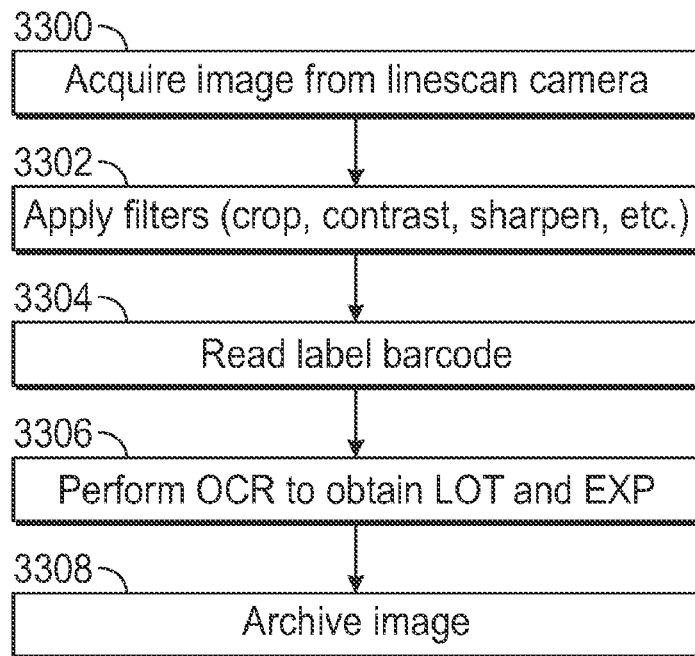 3300
Acquire image from linescan camera
3302
Apply filters (crop, contrast, sharpen, etc.)
3304
Read label barcode
3306
Perform OCR to obtain LOT and EXP
3308
Archive image